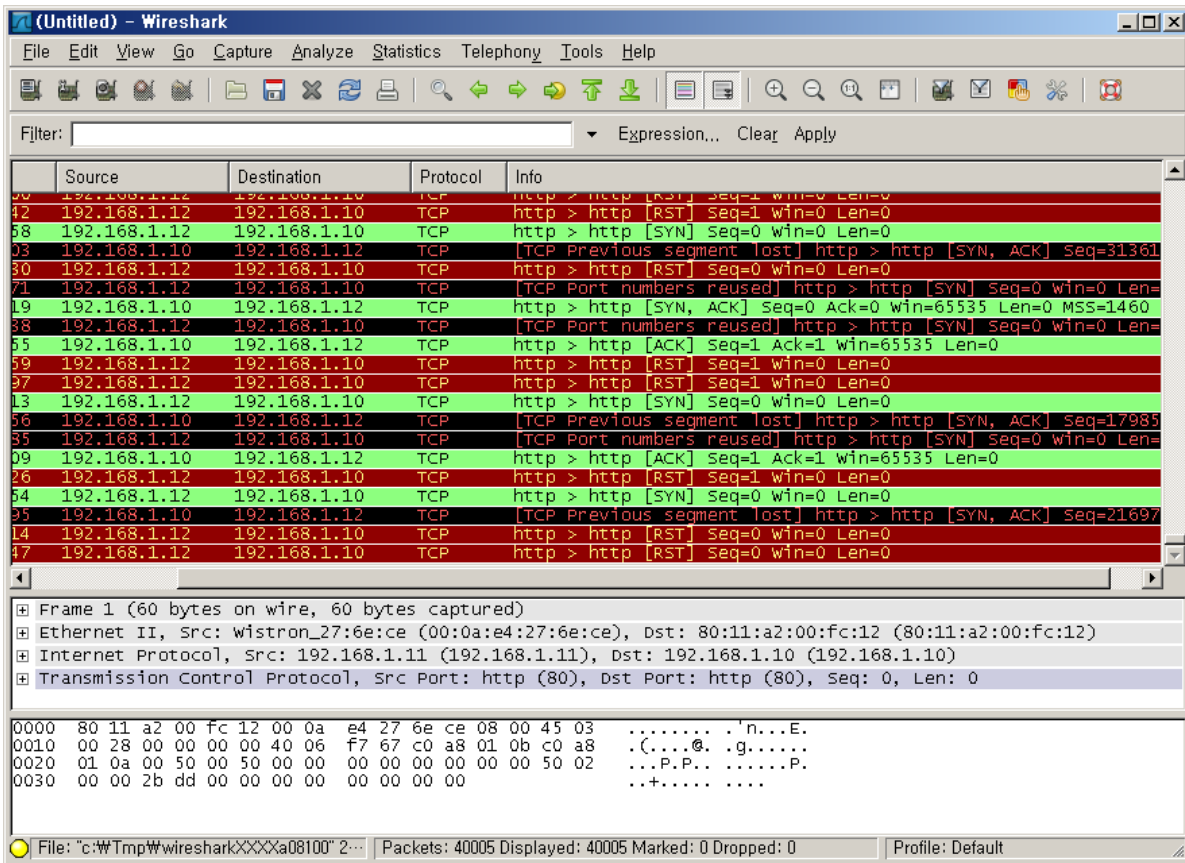 (Untitled) - Wireshark
File Edit View Go Capture Analyze Statistics Telephony Tools Help
Filter: Expression... Clear Apply
Source Destination Protocol Info
192.168.1.12 192.168.1.10 TCP http > http [RST] Seq=1 Win=0 Len=0
42 192.168.1.12 192.168.1.10 TCP http > http [RST] Seq=1 Win=0 Len=0
58 192.168.1.12 192.168.1.10 TCP http > http [SYN] Seq=0 Win=0 Len=0
03 192.168.1.10 192.168.1.12 TCP [TCP Previous segment lost] http > http [SYN, ACK] Seq=31361
30 192.168.1.12 192.168.1.10 TCP http > http [RST] Seq=0 Win=0 Len=0
71 192.168.1.12 192.168.1.10 TCP [TCP Port numbers reused] http > http [SYN] Seq=0 Win=0 Len=
19 192.168.1.10 192.168.1.12 TCP http > http [SYN, ACK] Seq=0 Ack=0 Win=65535 Len=0 MSS=1460
38 192.168.1.12 192.168.1.10 TCP [TCP Port numbers reused] http > http [SYN] Seq=0 Win=0 Len=
55 192.168.1.10 192.168.1.12 TCP http > http [ACK] Seq=1 Ack=1 Win=65535 Len=0
59 192.168.1.12 192.168.1.10 TCP http > http [RST] Seq=1 Win=0 Len=0
97 192.168.1.12 192.168.1.10 TCP http > http [RST] Seq=1 Win=0 Len=0
13 192.168.1.12 192.168.1.10 TCP http > http [SYN] Seq=0 Win=0 Len=0
56 192.168.1.10 192.168.1.12 TCP [TCP Previous segment lost] http > http [SYN, ACK] Seq=17985
35 192.168.1.12 192.168.1.10 TCP [TCP Port numbers reused] http > http [SYN] Seq=0 Win=0 Len=
09 192.168.1.10 192.168.1.12 TCP http > http [ACK] Seq=1 Ack=1 Win=65535 Len=0
26 192.168.1.12 192.168.1.10 TCP http > http [RST] Seq=1 Win=0 Len=0
54 192.168.1.12 192.168.1.10 TCP http > http [SYN] Seq=0 Win=0 Len=0
95 192.168.1.10 192.168.1.12 TCP [TCP Previous segment lost] http > http [SYN, ACK] Seq=21697
14 192.168.1.12 192.168.1.10 TCP http > http [RST] Seq=0 Win=0 Len=0
47 192.168.1.12 192.168.1.10 TCP http > http [RST] Seq=0 Win=0 Len=0
Frame 1 (60 bytes on wire, 60 bytes captured)
Ethernet II, Src: Wistron_27:6e:ce (00:0a:e4:27:6e:ce), Dst: 80:11:a2:00:fc:12 (80:11:a2:00:fc:12)
Internet Protocol, Src: 192.168.1.11 (192.168.1.11), Dst: 192.168.1.10 (192.168.1.10)
Transmission Control Protocol, Src Port: http (80), Dst Port: http (80), Seq: 0, Len: 0
0000 80 11 a2 00 fc 12 00 0a e4 27 6e ce 08 00 45 03 ........ .'n...E.
0010 00 28 00 00 00 00 40 06 f7 67 c0 a8 01 0b c0 a8 .(....@. .g......
0020 01 0a 00 50 00 50 00 00 00 00 00 00 00 00 50 02 ...P.P.. ......P.
0030 00 00 2b dd 00 00 00 00 00 00 00 00 ..+..... ....
File: "c:₩Tmp₩wiresharkXXXXa08100" 2··· Packets: 40005 Displayed: 40005 Marked: 0 Dropped: 0 Profile: Default